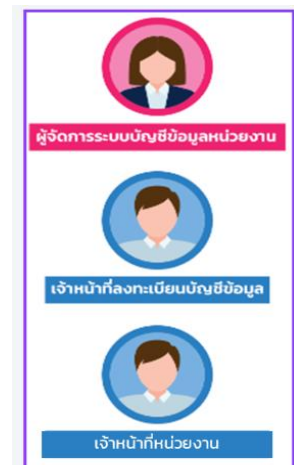 ผู้จัดการระบบบัญชีข้อมูลหน่วยงาน
เจ้าหน้าที่ลงทะเบียนบัญชีข้อมูล
เจ้าหน้าที่หน่วยงาน